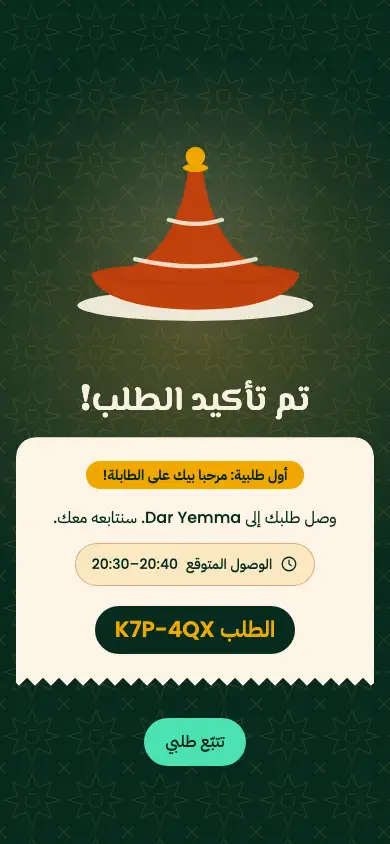 تم تأكيد الطلب!
أول طلبية: مرحبا بيك على الطابلة!
وصل طلبك إلى Dar Yemma. سنتابعه معك.
الوصول المتوقع 20:30–20:40
الطلب K7P-4QX
تتبّع طلبي